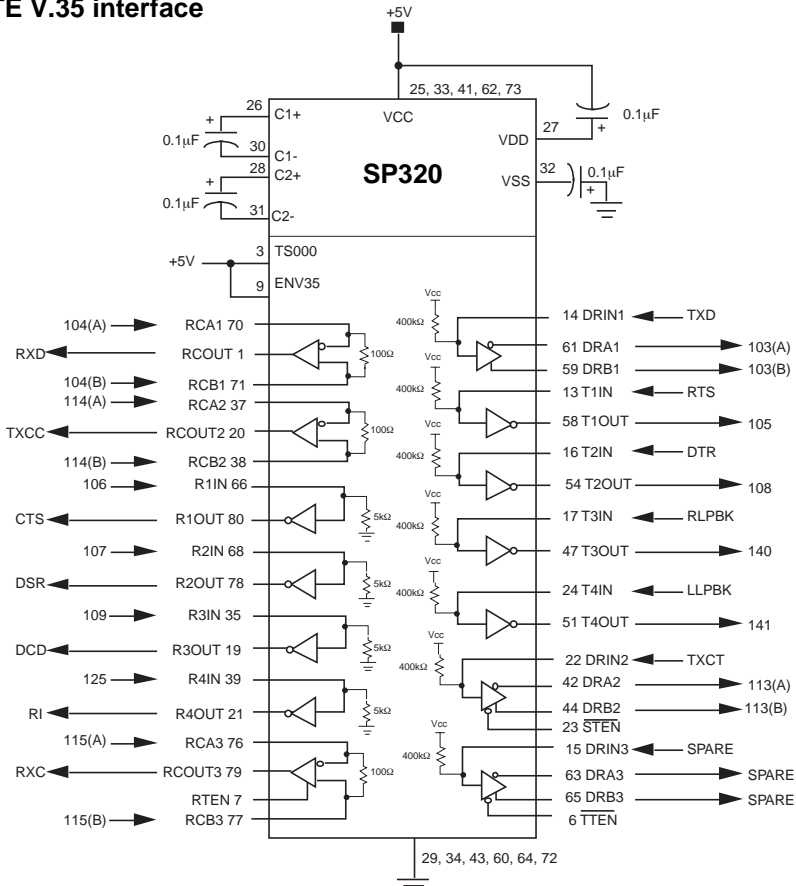 TE V.35 interface
+5V
25, 33, 41, 62, 73
VCC
26
C1+
+
0.1µF
30
C1-
28
C2+
+
0.1µF
31
C2-
SP320
VDD
27
+
0.1µF
VSS
32
0.1µF
+
+5V
3
TS000
9
ENV35
104(A)
RCA1 70
RXD
RCOUT 1
100Ω
104(B)
RCB1 71
114(A)
RCA2 37
TXCC
RCOUT2 20
100Ω
114(B)
RCB2 38
106
R1IN 66
CTS
R1OUT 80
5kΩ
107
R2IN 68
DSR
R2OUT 78
5kΩ
109
R3IN 35
DCD
R3OUT 19
5kΩ
125
R4IN 39
RI
R4OUT 21
5kΩ
115(A)
RCA3 76
RXC
RCOUT3 79
100Ω
RTEN 7
115(B)
RCB3 77
Vcc
400kΩ
14 DRIN1
TXD
61 DRA1
103(A)
59 DRB1
103(B)
Vcc
400kΩ
13 T1IN
RTS
58 T1OUT
105
Vcc
400kΩ
16 T2IN
DTR
54 T2OUT
108
Vcc
400kΩ
17 T3IN
RLPBK
47 T3OUT
140
Vcc
400kΩ
24 T4IN
LLPBK
51 T4OUT
141
Vcc
400kΩ
22 DRIN2
TXCT
42 DRA2
113(A)
44 DRB2
113(B)
23 STEN
Vcc
400kΩ
15 DRIN3
SPARE
63 DRA3
SPARE
65 DRB3
SPARE
6 TTEN
29, 34, 43, 60, 64, 72